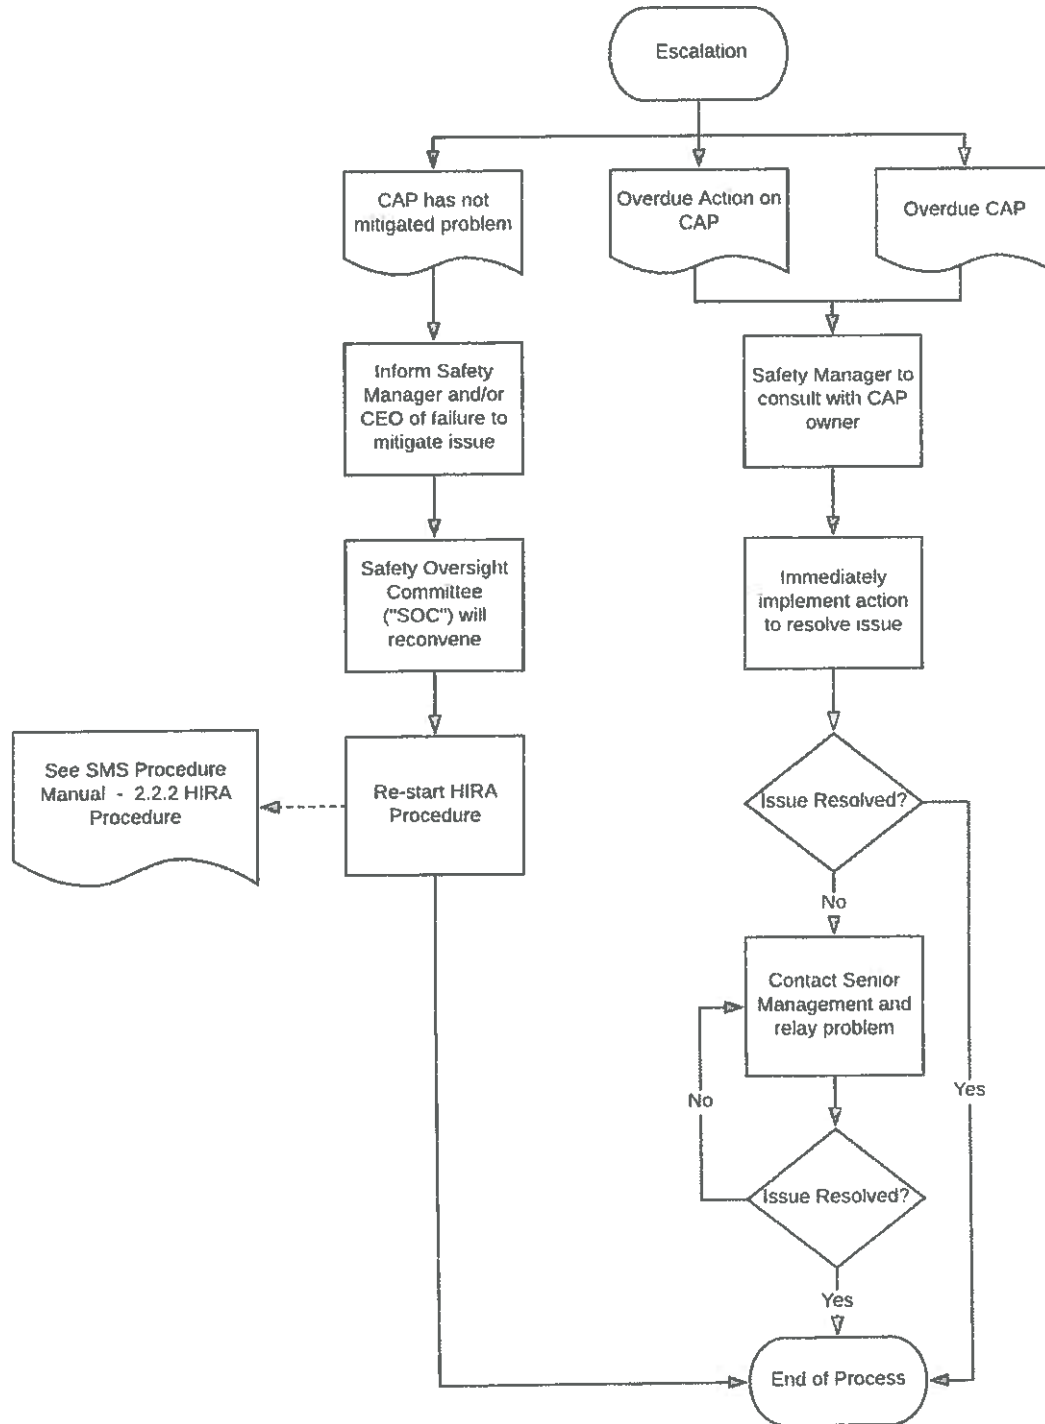 Escalation
CAP has not
mitigated problem
Overdue Action on
CAP
Overdue CAP
Inform Safety
Manager and/or
CEO of failure to
mitigate issue
Safety Manager to
consult with CAP
owner
Safety Oversight
Committee
("SOC") will
reconvene
Immediately
implement action
to resolve issue
See SMS Procedure
Manual - 2.2.2 HIRA
Procedure
Re-start HIRA
Procedure
Issue Resolved?
No
Contact Senior
Management and
relay problem
Yes
No
Issue Resolved?
Yes
End of Process